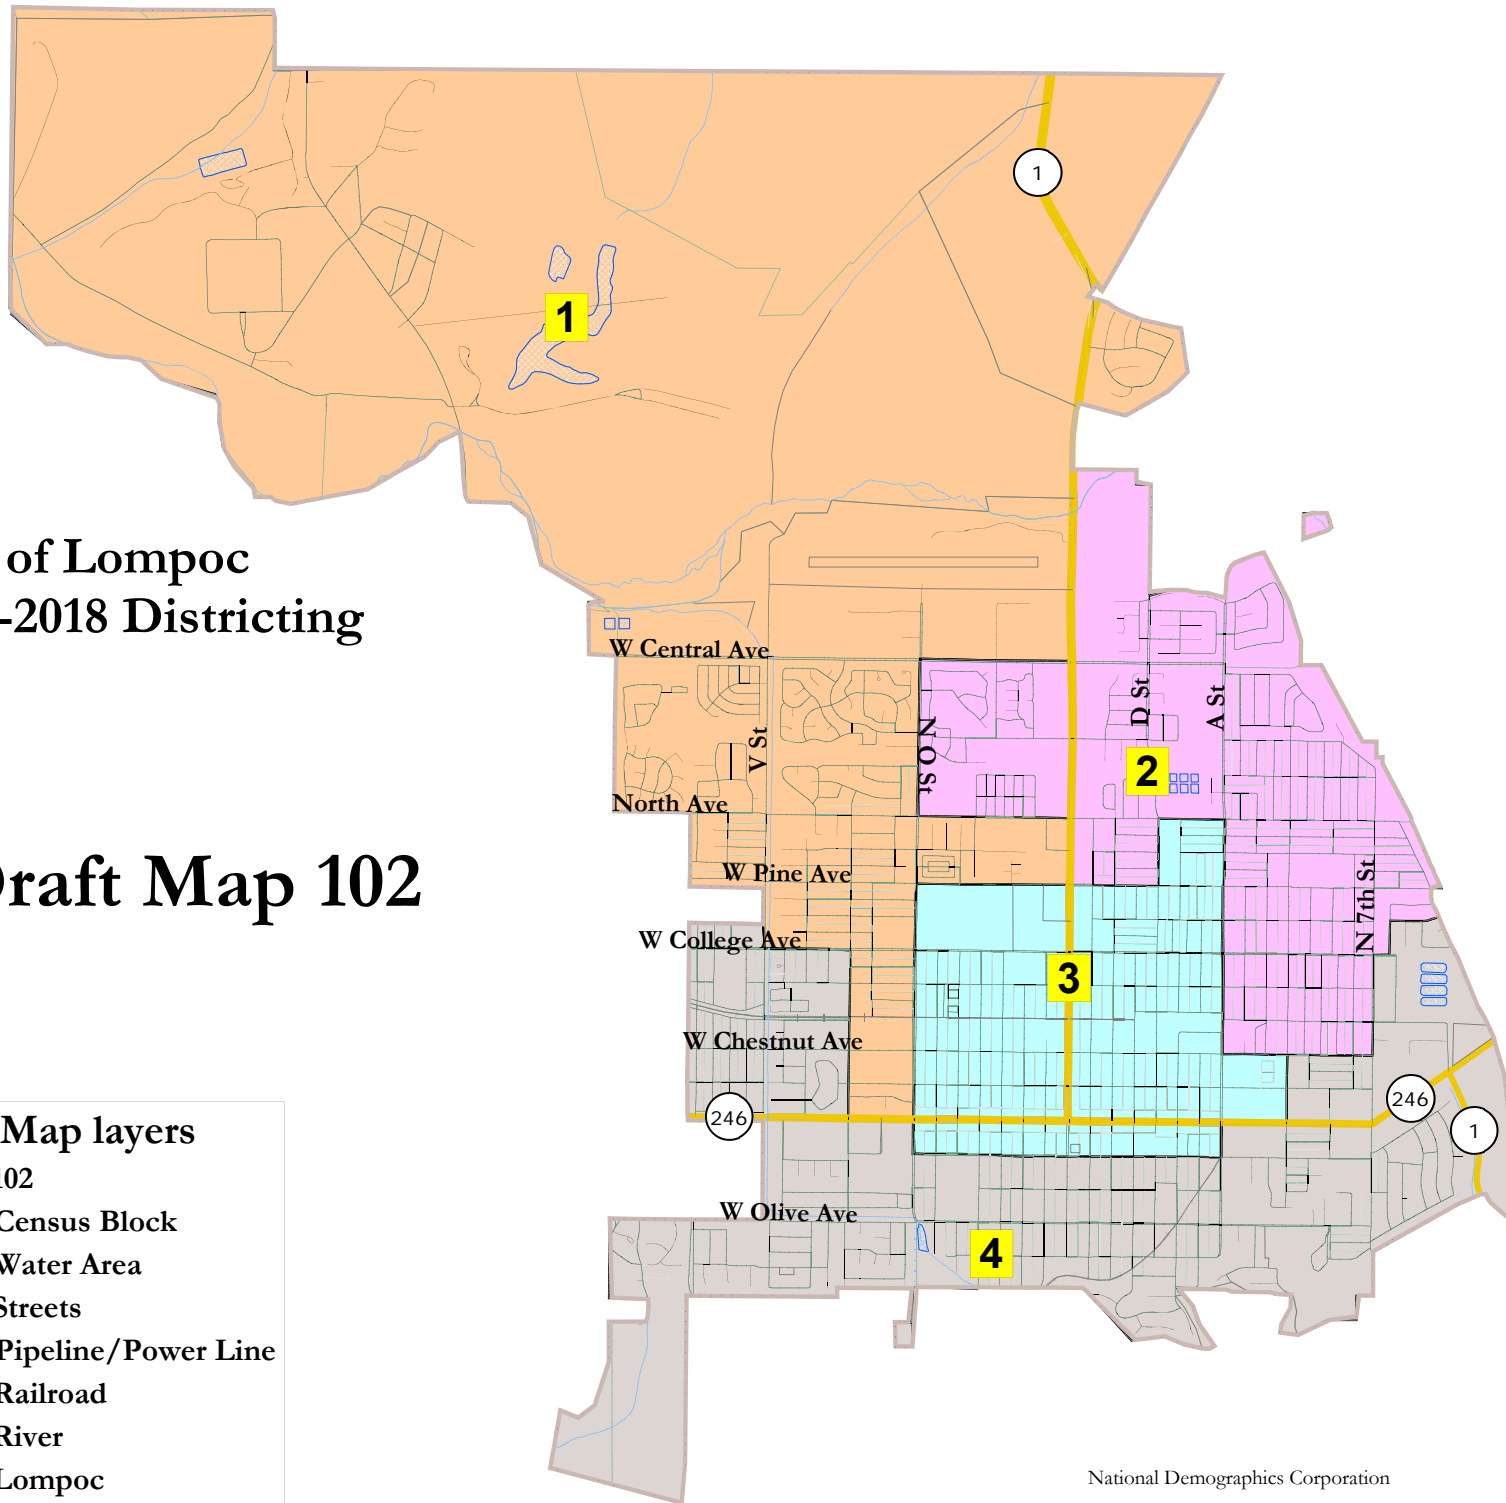 1
1
of Lompoc
-2018 Districting
W Central Ave
D St
A St
N O St
V St
2
North Ave
Draft Map 102
W Pine Ave
N 7th St
W College Ave
3
W Chestnut Ave
246
246
1
Map layers
102
Census Block
W Olive Ave
4
Water Area
Streets
Pipeline/Power Line
Railroad
River
Lompoc
National Demographics Corporation